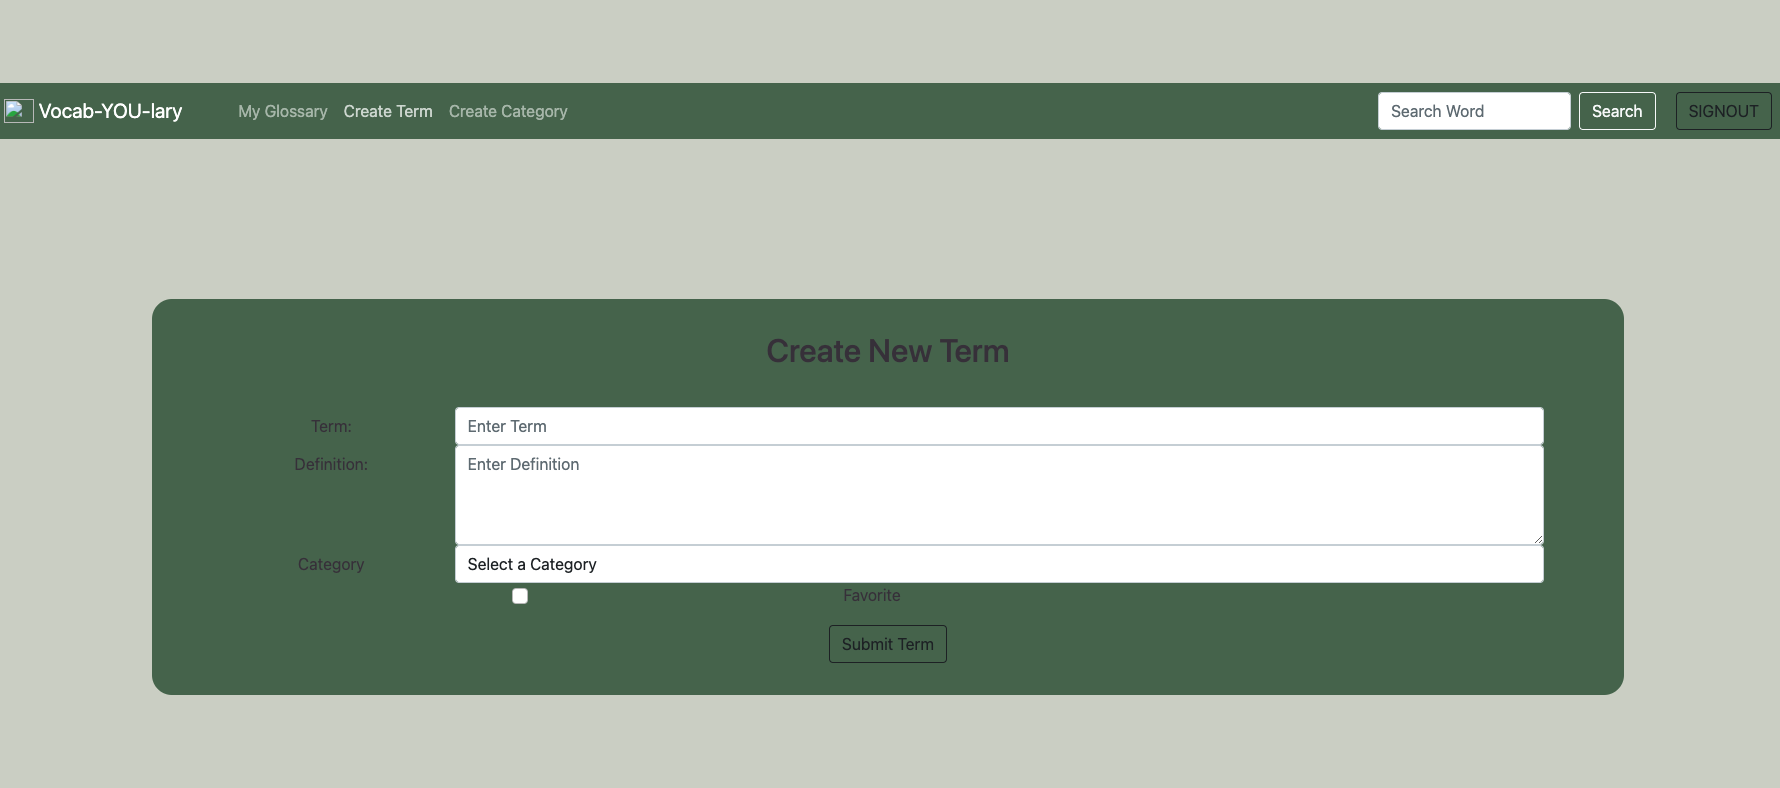 Vocab-YOU-lary My Glossary Create Term Create Category Search Word Search SIGNOUT
Create New Term
Term: Enter Term
Definition: Enter Definition
Category Select a Category
Favorite
Submit Term